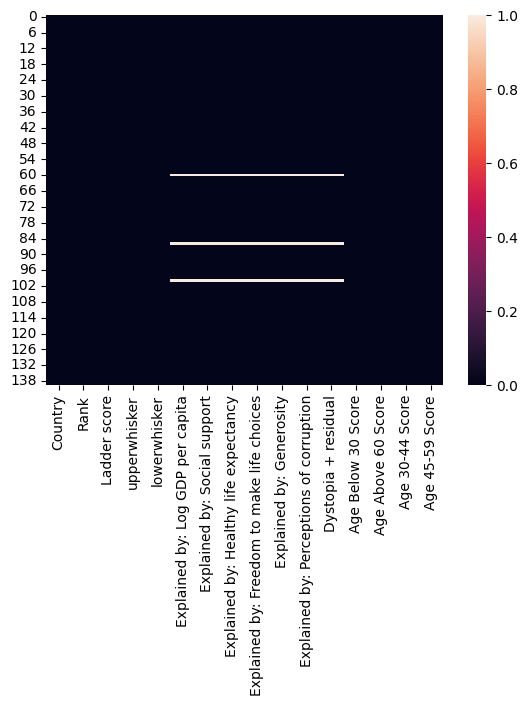 0
6
12
18
24
30
36
42
48
54
60
66
72
78
84
90
96
102
108
114
120
126
132
138
Country
Rank
Ladder score
upperwhisker
lowerwhisker
Explained by: Log GDP per capita
Explained by: Social support
Explained by: Healthy life expectancy
Explained by: Freedom to make life choices
Explained by: Generosity
Explained by: Perceptions of corruption
Dystopia + residual
Age Below 30 Score
Age Above 60 Score
Age 30-44 Score
Age 45-59 Score
1.0
0.8
0.6
0.4
0.2
0.0